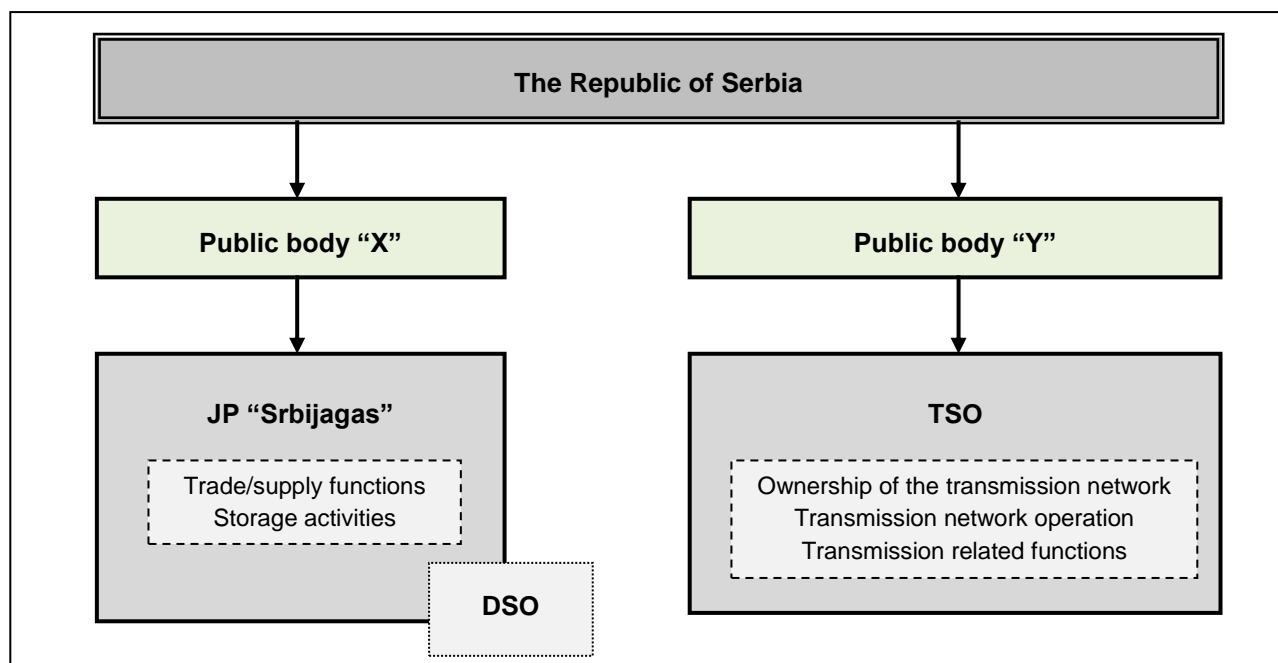 The Republic of Serbia
Public body “X”
Public body “Y”
JP “Srbijagas”
Trade/supply functions
Storage activities
DSO
TSO
Ownership of the transmission network
Transmission network operation
Transmission related functions